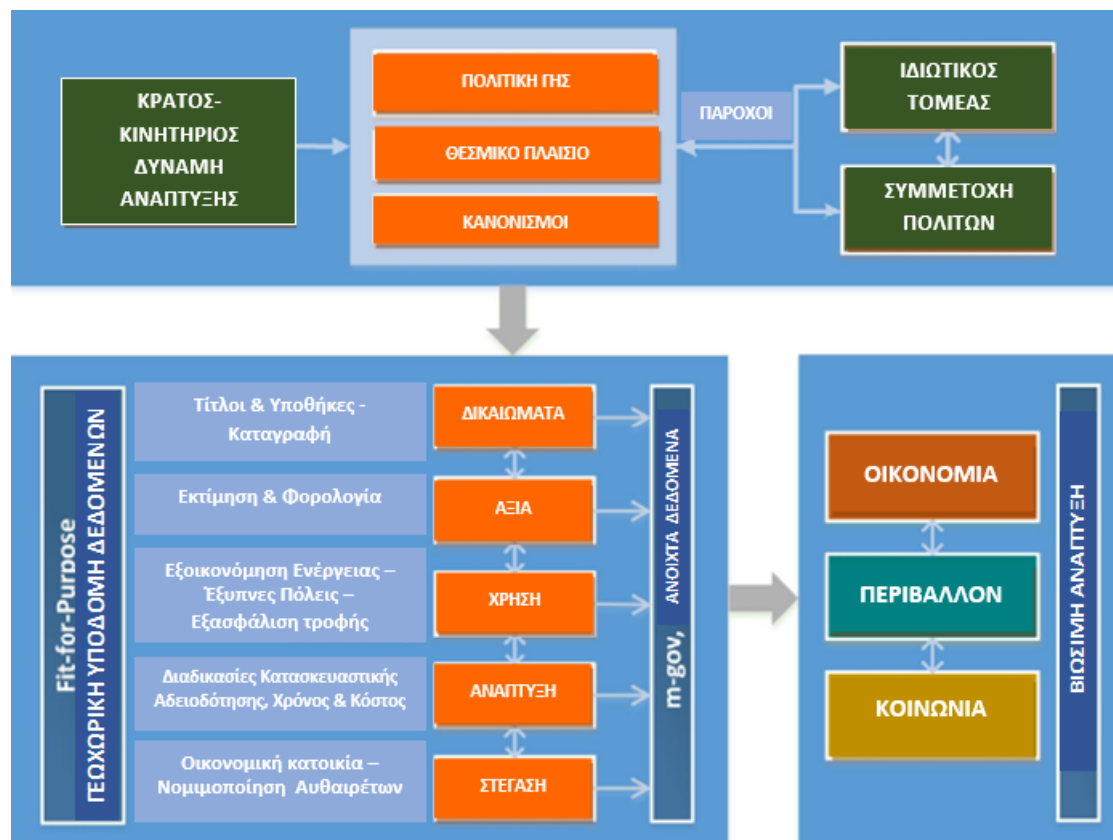 ΚΡΑΤΟΣ-
ΚΙΝΗΤΗΡΙΟΣ
ΔΥΝΑΜΗ
ΑΝΑΠΤΥΞΗΣ
ΠΟΛΙΤΙΚΗ ΓΗΣ
ΘΕΣΜΙΚΟ ΠΛΑΙΣΙΟ
ΚΑΝΟΝΙΣΜΟΙ
ΠΑΡΟΧΟΙ
ΙΔΙΩΤΙΚΟΣ
ΤΟΜΕΑΣ
ΣΥΜΜΕΤΟΧΗ
ΠΟΛΙΤΩΝ
Fit-for-Purpose
ΓΕΩΧΩΡΙΚΗ ΥΠΟΔΟΜΗ ΔΕΔΟΜΕΝΩΝ
Τίτλοι & Υποθήκες -
Καταγραφή
ΔΙΚΑΙΩΜΑΤΑ
Εκτίμηση & Φορολογία
ΑΞΙΑ
Εξοικονόμηση Ενέργειας –
Έξυπνες Πόλεις –
Εξασφάλιση τροφής
ΧΡΗΣΗ
Διαδικασίες Κατασκευαστικής
Αδειοδότησης, Χρόνος & Κόστος
ΑΝΑΠΤΥΞΗ
Οικονομική κατοικία –
Νομιμοποίηση Αυθαιρέτων
ΣΤΕΓΑΣΗ
m-gov, ΑΝΟΙΧΤΑ ΔΕΔΟΜΕΝΑ
ΟΙΚΟΝΟΜΙΑ
ΠΕΡΙΒΑΛΛΟΝ
ΚΟΙΝΩΝΙΑ
ΒΙΩΣΙΜΗ ΑΝΑΠΤΥΞΗ